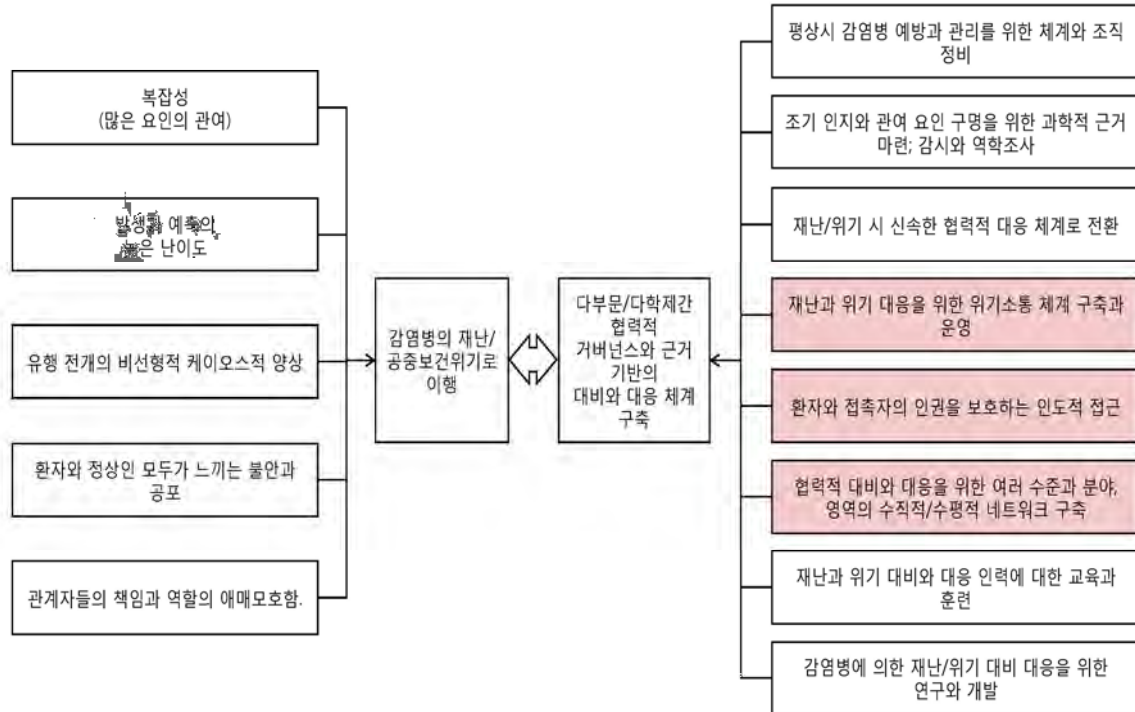 복잡성
(많은 요인의 관여)
난이도
유행 전개의 비선형적 케이오스적 양상
환자와 정상인 모두가 느끼는 불안과
공포
관계자들의 책임과 역할의 애매모호함.
감염병의 재난/
공중보건위기로
이행
다부문/다학제간
협력적
거버넌스와 근거
기반의
대비와 대응 체계
구축
평상시 감염병 예방과 관리를 위한 체계와 조직
정비
조기 인지와 관여 요인 구명을 위한 과학적 근거
마련; 감시와 역학조사
재난/위기 시 신속한 협력적 대응 체계로 전환
재난과 위기 대응을 위한 위기소통 체계 구축과
운영
환자와 접촉자의 인권을 보호하는 인도적 접근
협력적 대비와 대응을 위한 여러 수준과 분야,
영역의 수직적/수평적 네트워크 구축
재난과 위기 대비와 대응 인력에 대한 교육과
훈련
감염병에 의한 재난/위기 대비 대응을 위한
연구와 개발